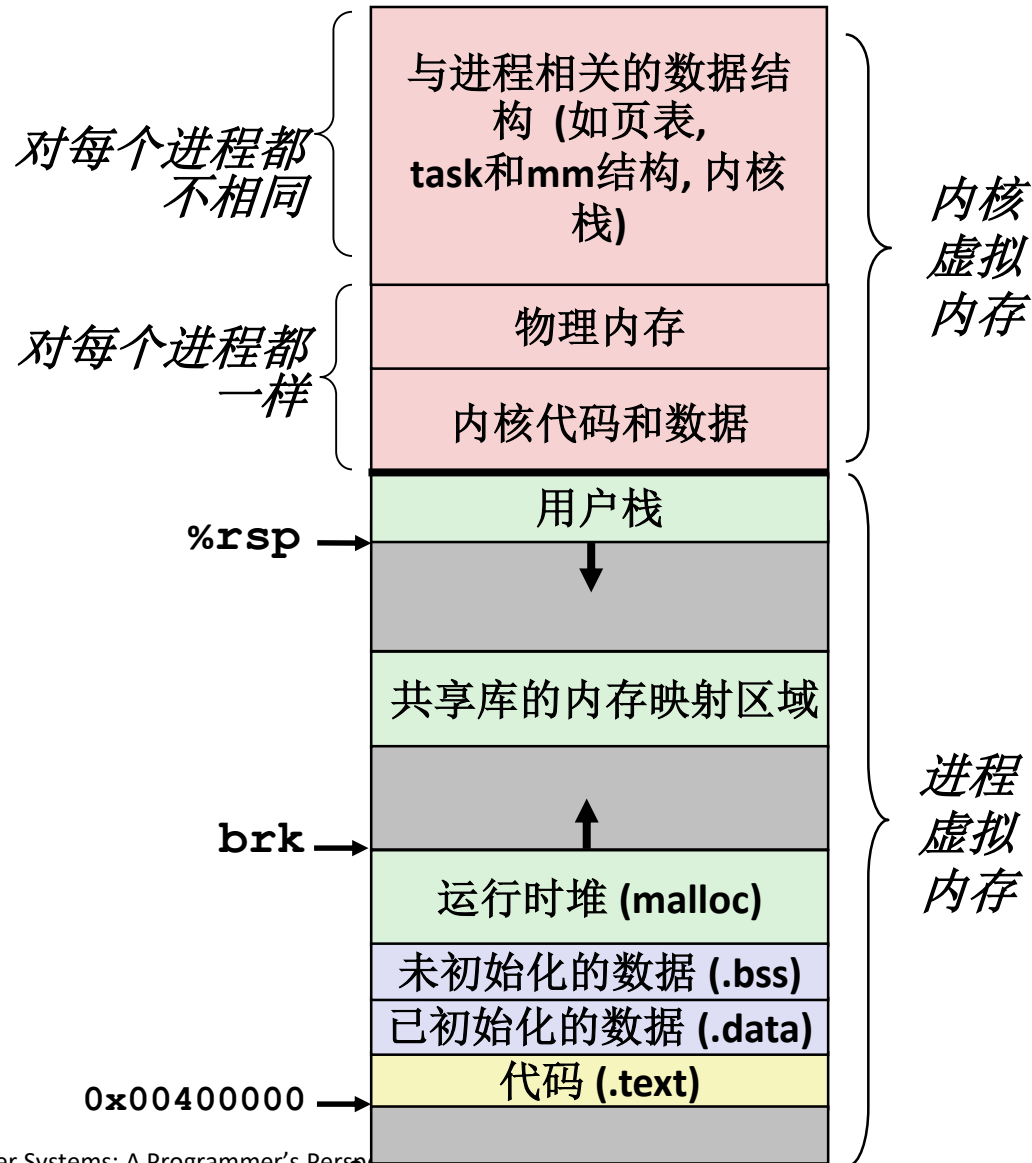 与进程相关的数据结
构 (如页表,
task和mm结构, 内核
栈)
对每个进程都
不相同
内核
虚拟
内存
物理内存
对每个进程都
一样
内核代码和数据
用户栈
%rsp
共享库的内存映射区域
进程
虚拟
内存
brk
运行时堆 (malloc)
未初始化的数据 (.bss)
已初始化的数据 (.data)
代码 (.text)
0x00400000
Systems: A Programmer's